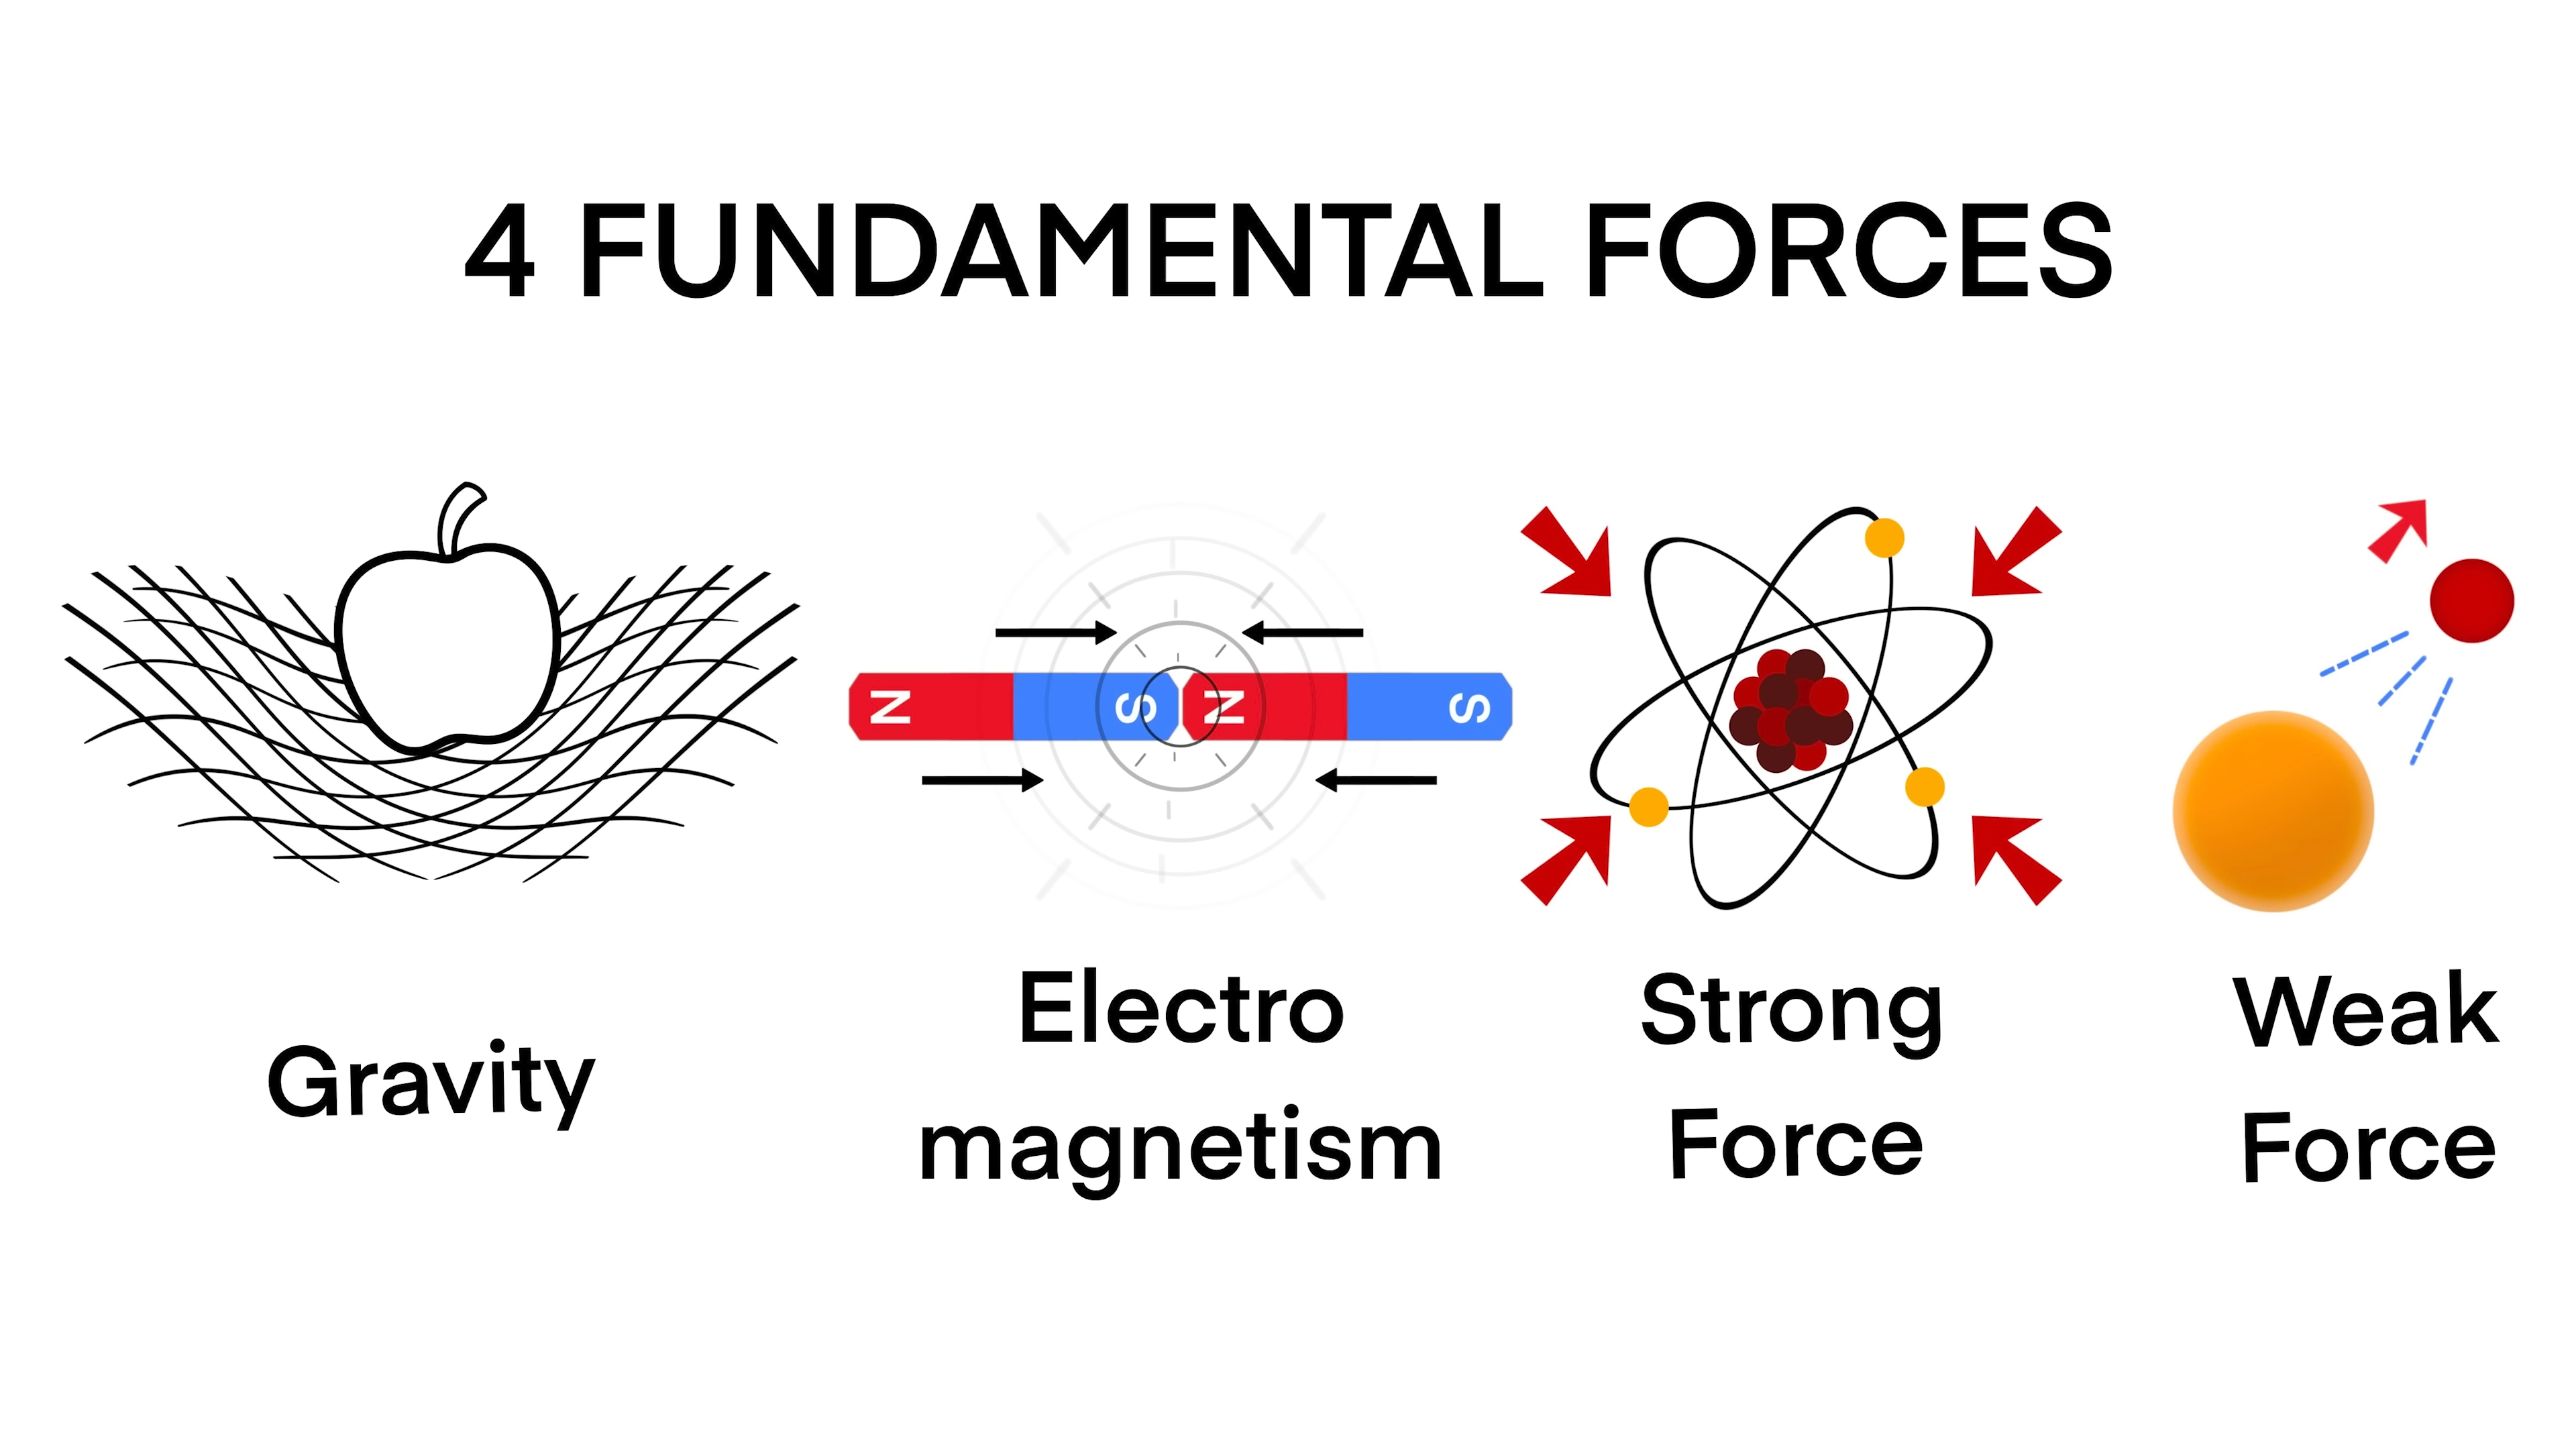 4 FUNDAMENTAL FORCES
N S N S
Gravity
Electro
magnetism
Strong
Force
Weak
Force